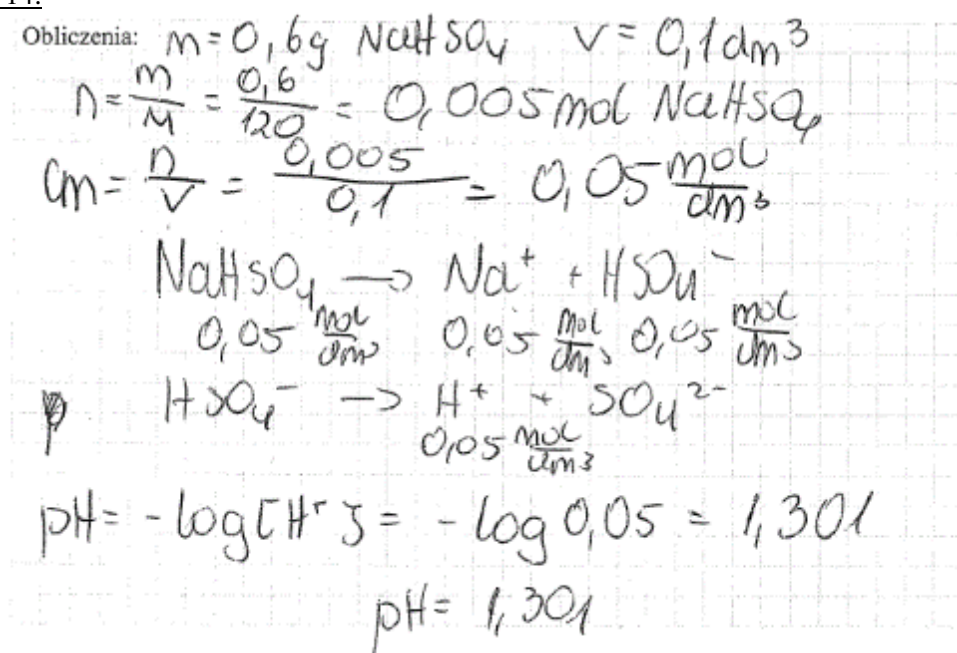 14.
Obliczenia: m = 0,6g NaHSO₄ V = 0,1 dm³
n = m/M = 0,6/120 = 0,005 mol NaHSO₄
Cm = n/V = 0,005/0,1 = 0,05 mol/dm³
NaHSO₄ → Na⁺ + HSO₄⁻
0,05 mol/dm³ 0,05 mol/dm³ 0,05 mol/dm³
HSO₄⁻ → H⁺ + SO₄²⁻
0,05 mol/dm³
pH = -log[H⁺] = -log 0,05 = 1,301
pH = 1,301